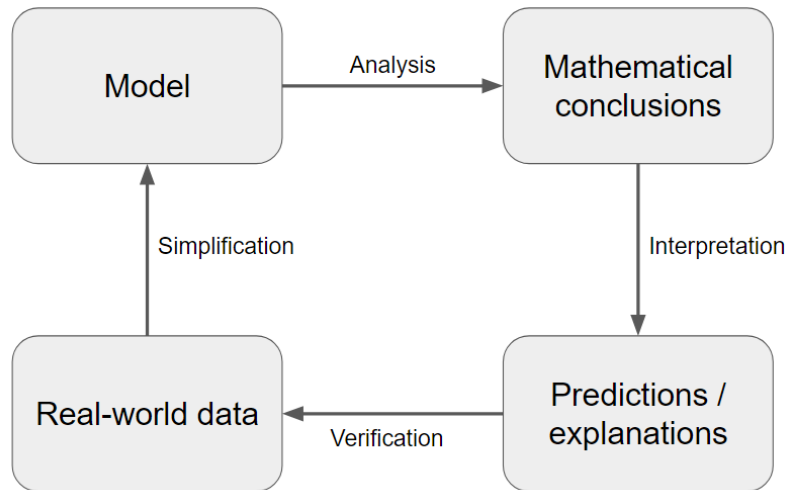 Model
Analysis
Mathematical
conclusions
Simplification
Interpretation
Real-world data
Verification
Predictions /
explanations